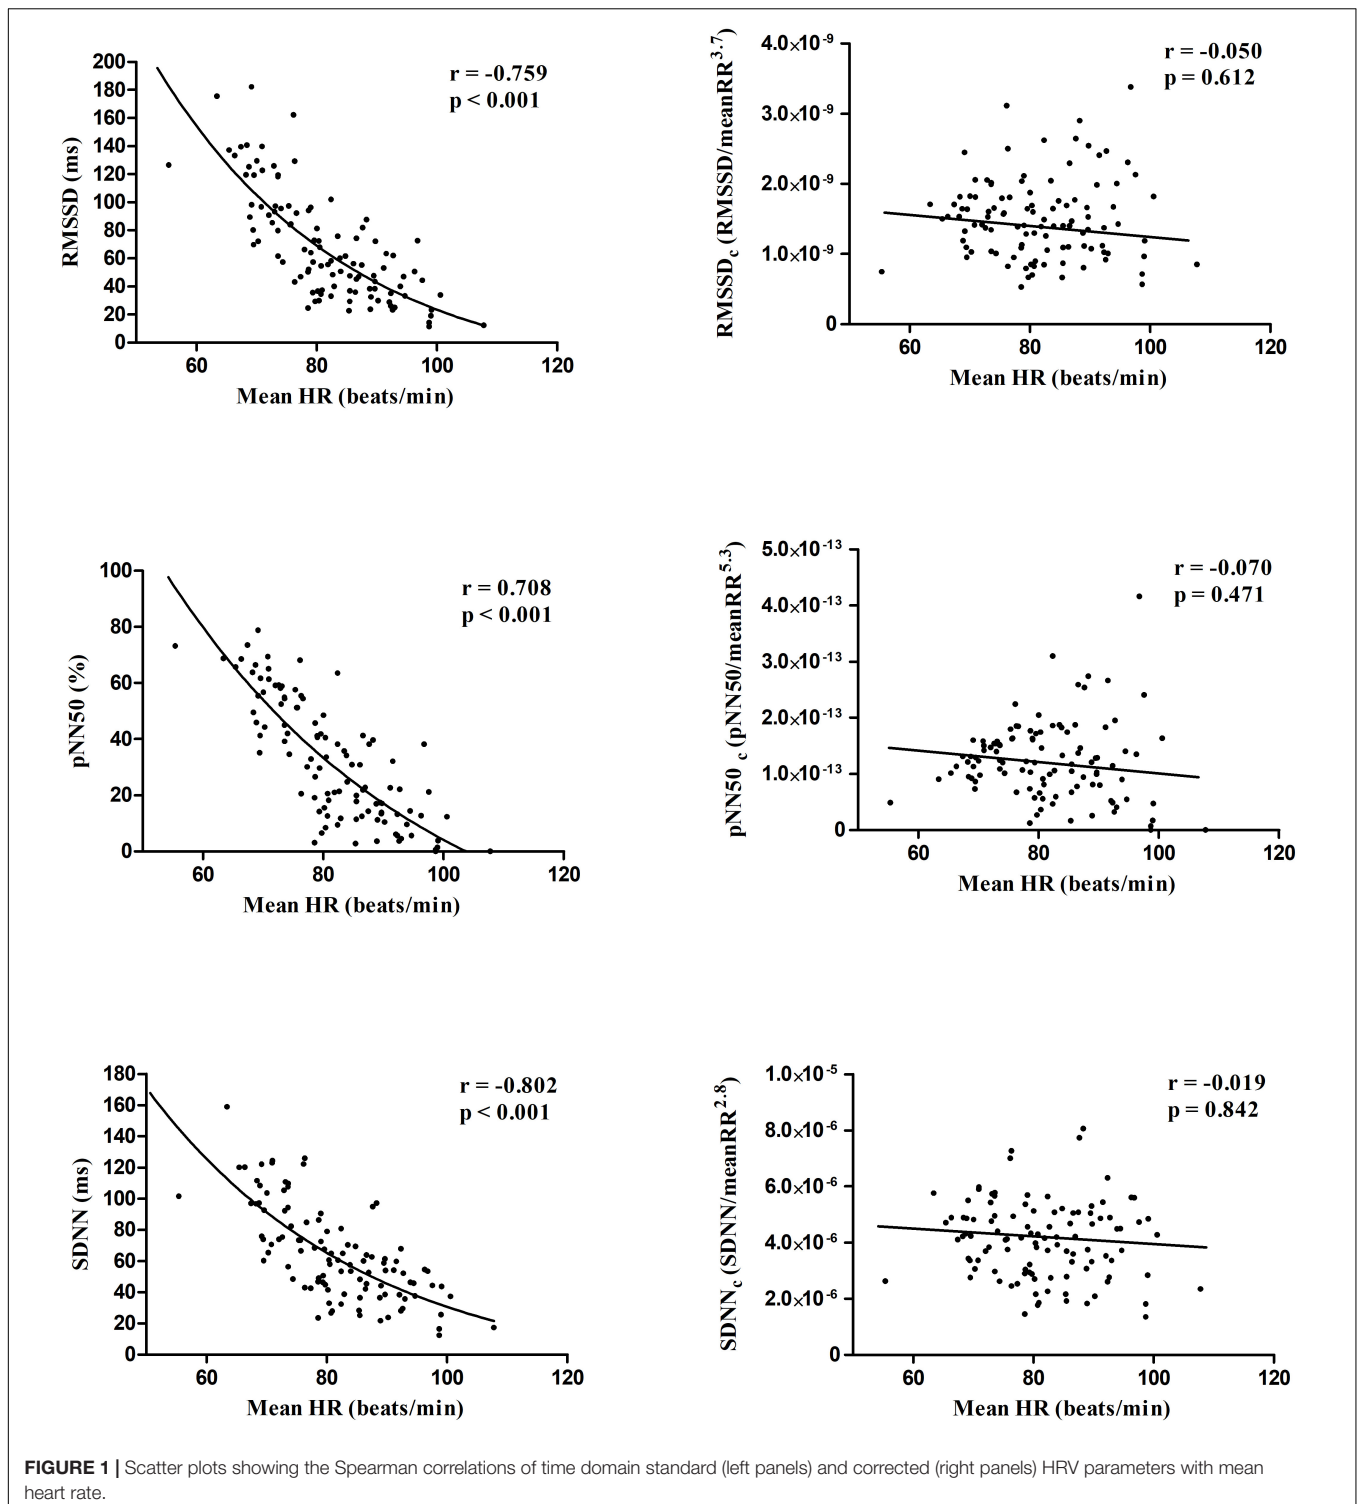 200
180
160
140
120
100
80
60
40
20
0
RMSSD (ms)
r = -0.759
p < 0.001
60 80 100 120
Mean HR (beats/min)
4.0×10-9
3.0×10-9
2.0×10-9
1.0×10-9
0
RMSSDc (RMSSD/meanRR3.7)
r = -0.050
p = 0.612
60 80 100 120
Mean HR (beats/min)
100
80
60
40
20
0
pNN50 (%)
r = 0.708
p < 0.001
60 80 100 120
Mean HR (beats/min)
5.0×10-13
4.0×10-13
3.0×10-13
2.0×10-13
1.0×10-13
0
pNN50 c (pNN50/meanRR5.3)
r = -0.070
p = 0.471
60 80 100 120
Mean HR (beats/min)
180
160
140
120
100
80
60
40
20
0
SDNN (ms)
r = -0.802
p < 0.001
60 80 100 120
Mean HR (beats/min)
1.0×10-5
8.0×10-6
6.0×10-6
4.0×10-6
2.0×10-6
0
SDNNc (SDNN/meanRR2.8)
r = -0.019
p = 0.842
60 80 100 120
Mean HR (beats/min)
FIGURE 1 | Scatter plots showing the Spearman correlations of time domain standard (left panels) and corrected (right panels) HRV parameters with mean
heart rate.